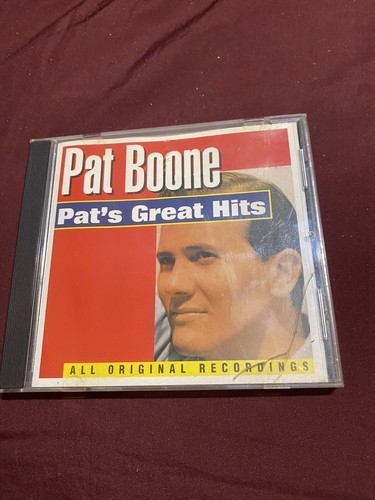 Pat Boone
Pat's Great Hits
ALL ORIGINAL RECORDINGS